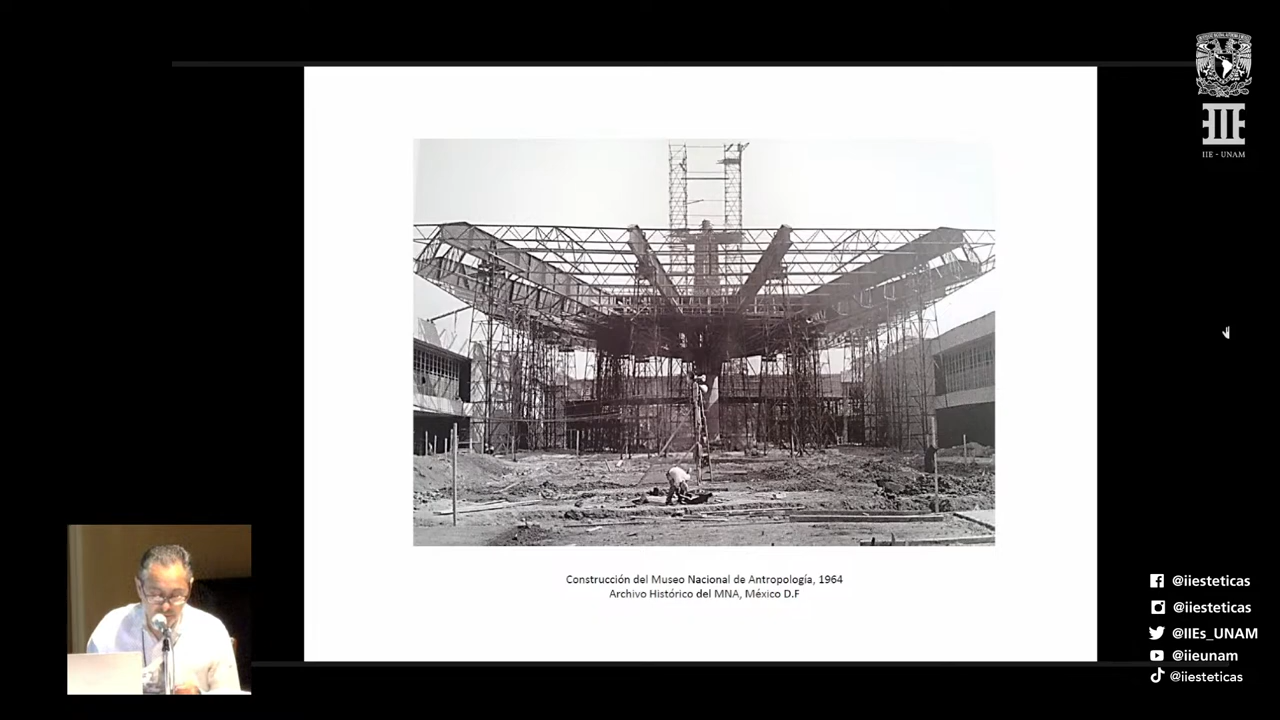 IIE - UNAM
Construcción del Museo Nacional de Antropología, 1964
Archivo Histórico del MNA, México D.F
@iiesteticas
@iiesteticas
@IIEs_UNAM
@iieunam
@iiesteticas